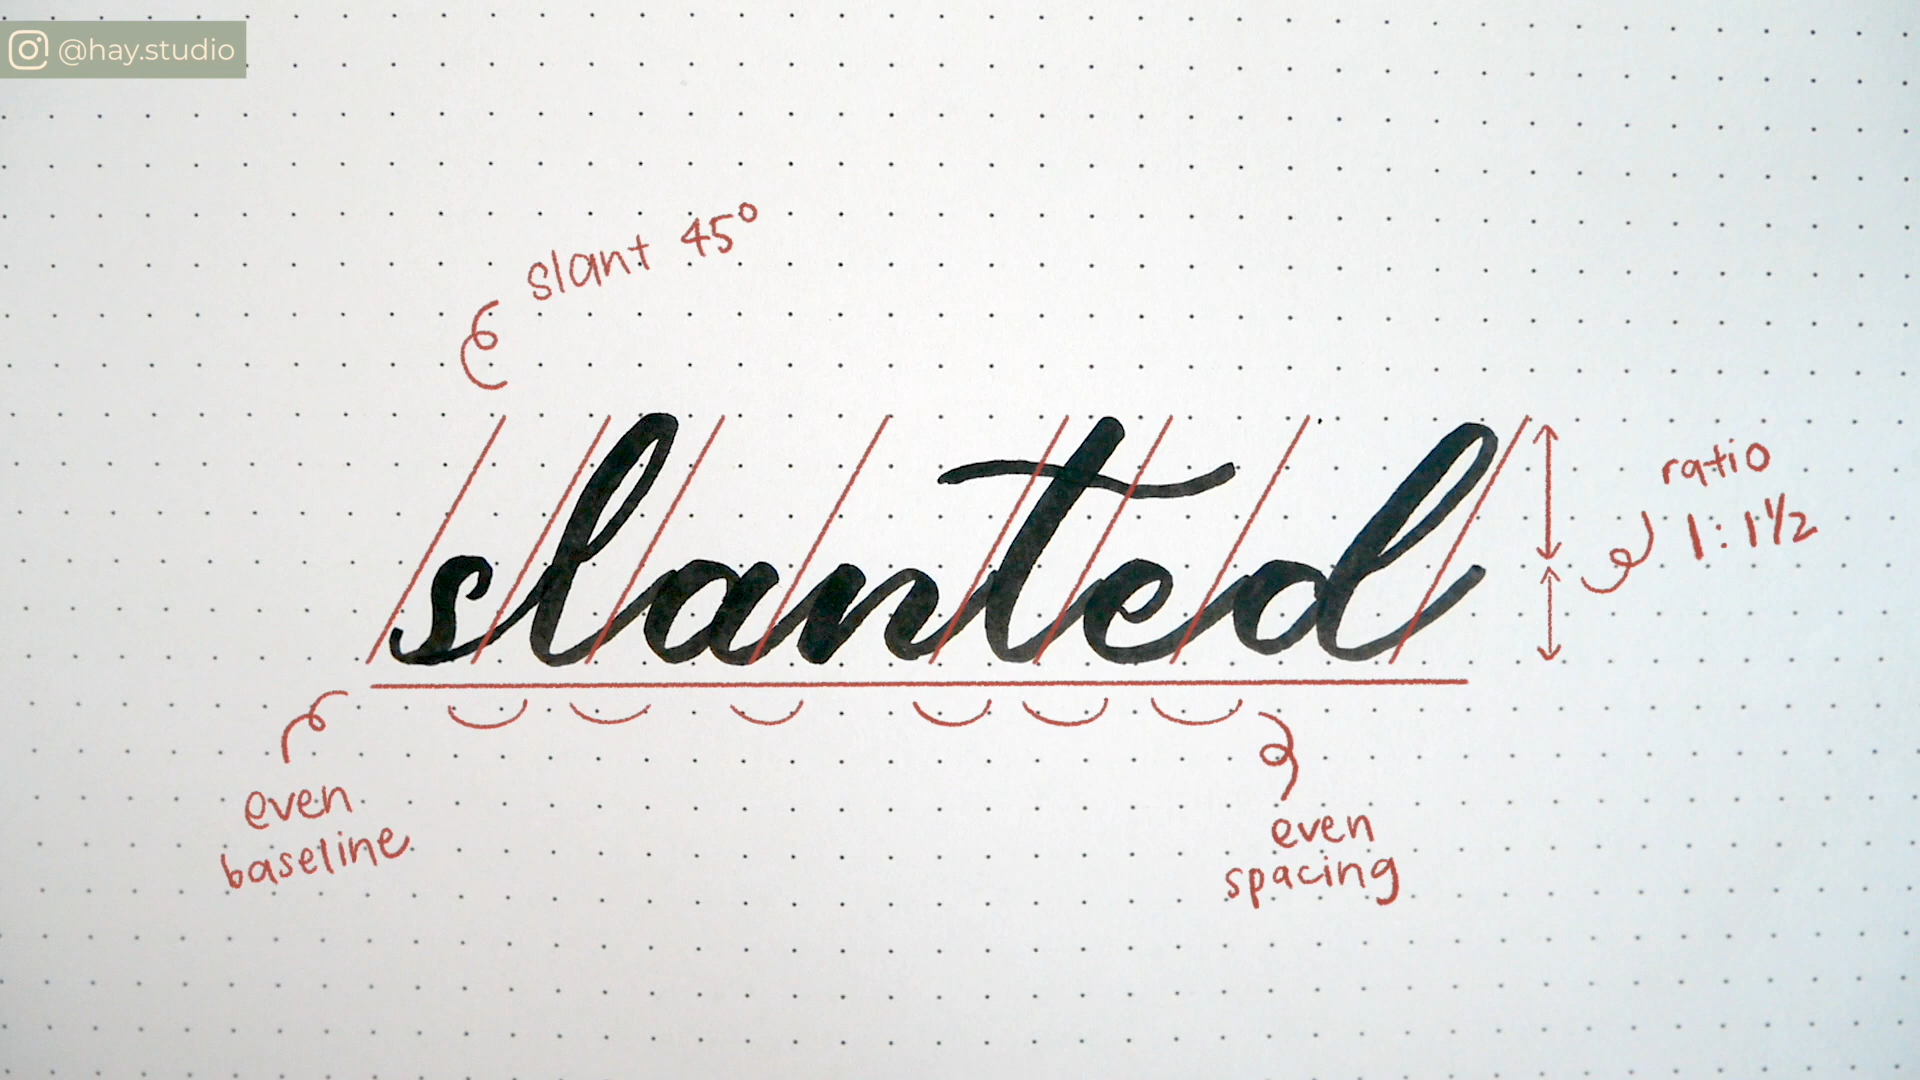 @hay.studio
slant 45°
slanted
ratio
1:1½
even
baseline
even
spacing